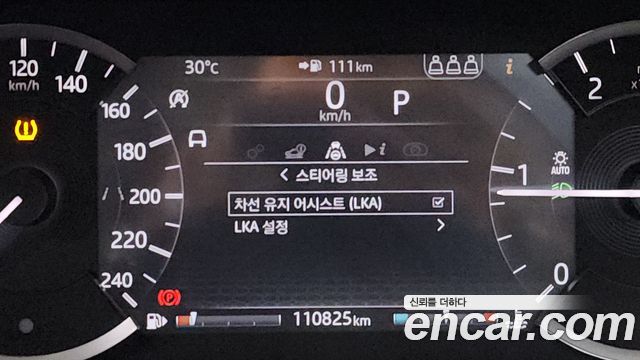 30°C
111 km
i
120
km/h
140
160
180
200
220
240
0
km/h
P
i
스티어링 보조
차선 유지 어시스트 (LKA)
LKA 설정
2
x
1
AUTO
0
P
110825 km
신뢰를 더하다
encar.com